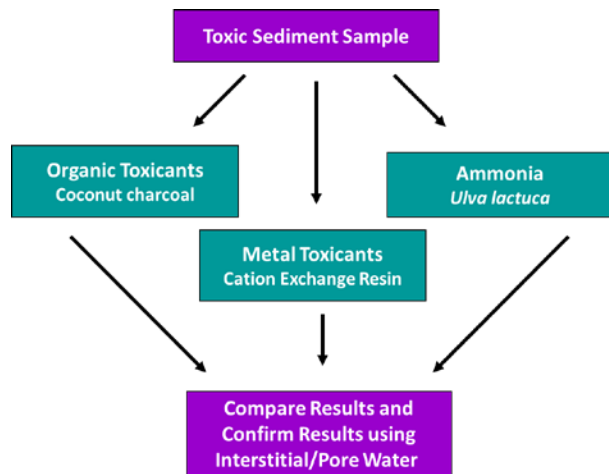 Toxic Sediment Sample
Organic Toxicants
Coconut charcoal
Ammonia
Ulva lactuca
Metal Toxicants
Cation Exchange Resin
Compare Results and
Confirm Results using
Interstitial/Pore Water